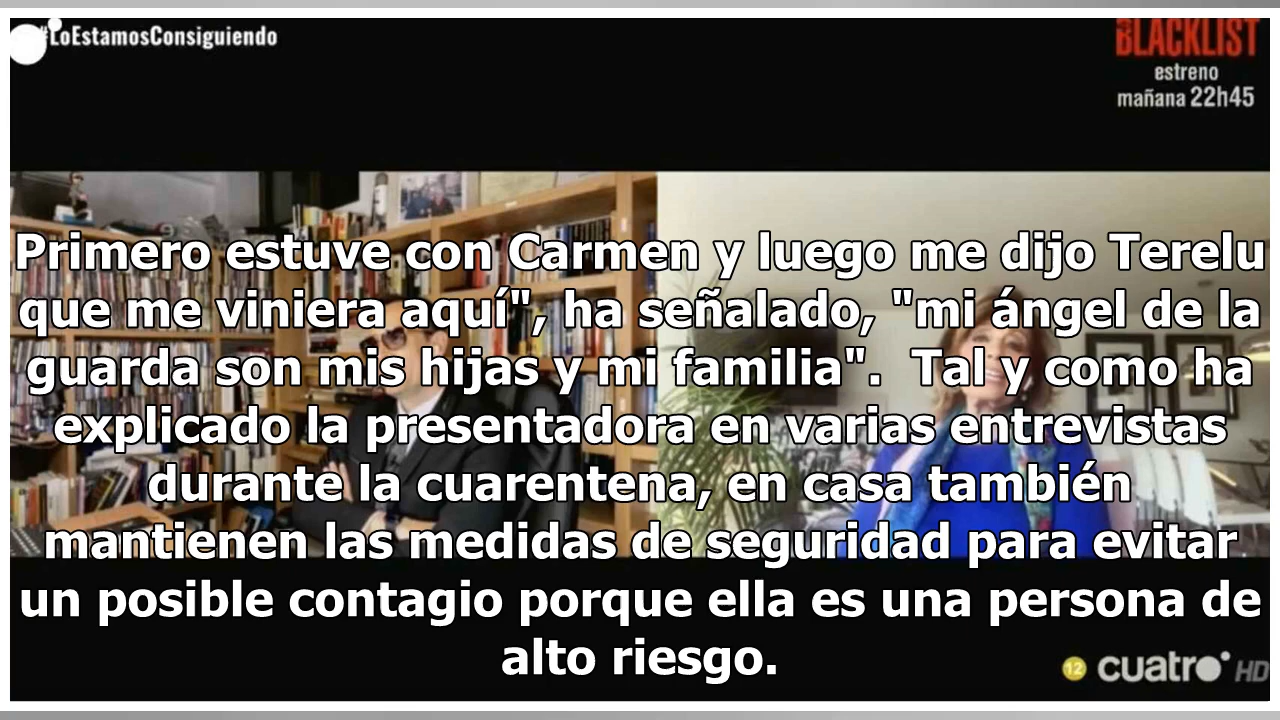 #LoEstamosConsiguiendo
BLACKLIST
estreno
mañana 22h45
Primero estuve con Carmen y luego me dijo Terelu
que me viniera aquí", ha señalado, "mi ángel de la
guarda son mis hijas y mi familia".  Tal y como ha
explicado la presentadora en varias entrevistas
durante la cuarentena, en casa también
mantienen las medidas de seguridad para evitar
un posible contagio porque ella es una persona de
alto riesgo.
12 cuatro HD